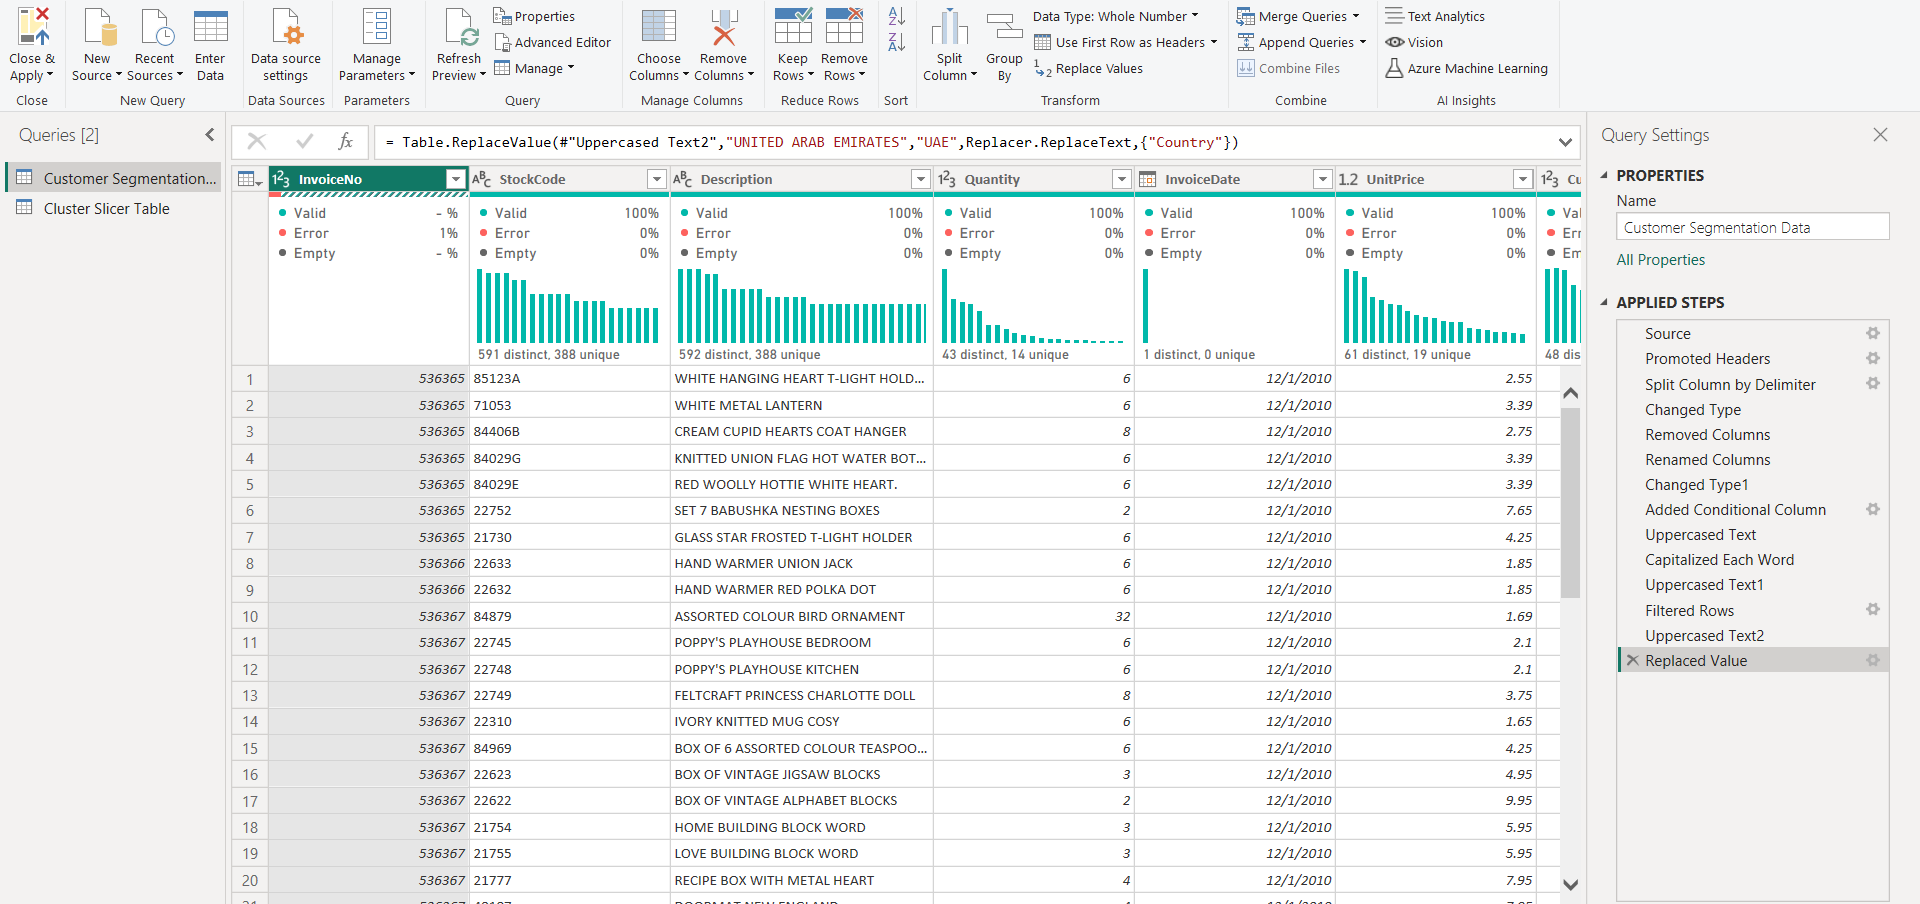 Close & Apply
New Source
Recent Sources
Enter Data
Data source settings
Manage Parameters
Refresh Preview
Properties
Advanced Editor
Manage
Choose Columns
Remove Columns
Keep Rows
Remove Rows
Split Column
Group By
Data Type: Whole Number
Use First Row as Headers
Replace Values
Merge Queries
Append Queries
Combine Files
Text Analytics
Vision
Azure Machine Learning
Close
New Query
Data Sources
Parameters
Query
Manage Columns
Reduce Rows
Sort
Transform
Combine
AI Insights
Queries [2]
Customer Segmentation...
Cluster Slicer Table
= Table.ReplaceValue(#"Uppercased Text2","UNITED ARAB EMIRATES","UAE",Replacer.ReplaceText,{"Country"})
InvoiceNo StockCode Description Quantity InvoiceDate 1.2 UnitPrice Cu
Valid - % Valid 100% Valid 100% Valid 100% Valid 100% Valid 100% Val
Error 1% Error 0% Error 0% Error 0% Error 0% Error 0% Err
Empty - % Empty 0% Empty 0% Empty 0% Empty 0% Empty 0% Em
591 distinct, 388 unique 592 distinct, 388 unique 43 distinct, 14 unique 1 distinct, 0 unique 61 distinct, 19 unique 48 dis
1 536365 85123A WHITE HANGING HEART T-LIGHT HOLD... 6 12/1/2010 2.55
2 536365 71053 WHITE METAL LANTERN 6 12/1/2010 3.39
3 536365 84406B CREAM CUPID HEARTS COAT HANGER 8 12/1/2010 2.75
4 536365 84029G KNITTED UNION FLAG HOT WATER BOT... 6 12/1/2010 3.39
5 536365 84029E RED WOOLLY HOTTIE WHITE HEART. 6 12/1/2010 3.39
6 536365 22752 SET 7 BABUSHKA NESTING BOXES 2 12/1/2010 7.65
7 536365 21730 GLASS STAR FROSTED T-LIGHT HOLDER 6 12/1/2010 4.25
8 536366 22633 HAND WARMER UNION JACK 6 12/1/2010 1.85
9 536366 22632 HAND WARMER RED POLKA DOT 6 12/1/2010 1.85
10 536367 84879 ASSORTED COLOUR BIRD ORNAMENT 32 12/1/2010 1.69
11 536367 22745 POPPY'S PLAYHOUSE BEDROOM 6 12/1/2010 2.1
12 536367 22748 POPPY'S PLAYHOUSE KITCHEN 6 12/1/2010 2.1
13 536367 22749 FELTCRAFT PRINCESS CHARLOTTE DOLL 8 12/1/2010 3.75
14 536367 22310 IVORY KNITTED MUG COSY 6 12/1/2010 1.65
15 536367 84969 BOX OF 6 ASSORTED COLOUR TEASPOO... 6 12/1/2010 4.25
16 536367 22623 BOX OF VINTAGE JIGSAW BLOCKS 3 12/1/2010 4.95
17 536367 22622 BOX OF VINTAGE ALPHABET BLOCKS 2 12/1/2010 9.95
18 536367 21754 HOME BUILDING BLOCK WORD 3 12/1/2010 5.95
19 536367 21755 LOVE BUILDING BLOCK WORD 3 12/1/2010 5.95
20 536367 21777 RECIPE BOX WITH METAL HEART 4 12/1/2010 7.95
Query Settings
PROPERTIES
Name
Customer Segmentation Data
All Properties
APPLIED STEPS
Source
Promoted Headers
Split Column by Delimiter
Changed Type
Removed Columns
Renamed Columns
Changed Type1
Added Conditional Column
Uppercased Text
Capitalized Each Word
Uppercased Text1
Filtered Rows
Uppercased Text2
Replaced Value